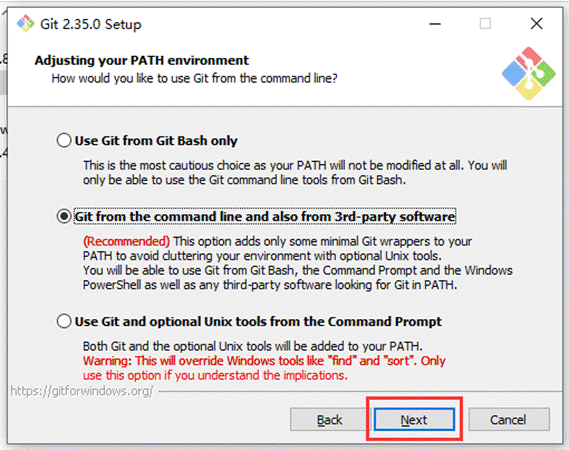 Git 2.35.0 Setup
Adjusting your PATH environment
How would you like to use Git from the command line?
Use Git from Git Bash only
This is the most cautious choice as your PATH will not be modified at all. You will
only be able to use the Git command line tools from Git Bash.
Git from the command line and also from 3rd-party software
(Recommended) This option adds only some minimal Git wrappers to your
PATH to avoid cluttering your environment with optional Unix tools.
You will be able to use Git from Git Bash, the Command Prompt and the Windows
PowerShell as well as any third-party software looking for Git in PATH.
Use Git and optional Unix tools from the Command Prompt
Both Git and the optional Unix tools will be added to your PATH.
Warning: This will override Windows tools like "find" and "sort". Only
use this option if you understand the implications.
https://gitforwindows.org/
Back Next Cancel